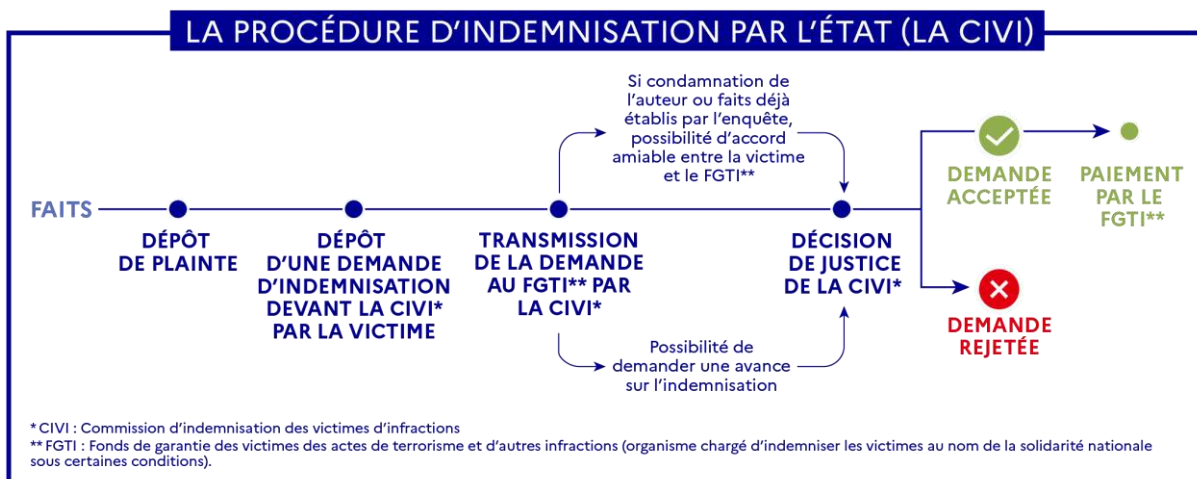 LA PROCÉDURE D'INDEMNISATION PAR L'ÉTAT (LA CIVI)
Si condamnation de
l'auteur ou faits déjà
établis par l'enquête,
possibilité d'accord
amiable entre la victime
et le FGTI**
FAITS
DÉPÔT
DE PLAINTE
DÉPÔT
D'UNE DEMANDE
D'INDEMNISATION
DEVANT LA CIVI*
PAR LA VICTIME
TRANSMISSION
DE LA DEMANDE
AU FGTI** PAR
LA CIVI*
Possibilité de
demander une avance
sur l'indemnisation
DÉCISION
DE JUSTICE
DE LA CIVI*
DEMANDE
ACCEPTÉE
PAIEMENT
PAR LE
FGTI**
DEMANDE
REJETÉE
* CIVI : Commission d'indemnisation des victimes d'infractions
** FGTI : Fonds de garantie des victimes des actes de terrorisme et d'autres infractions (organisme chargé d'indemniser les victimes au nom de la solidarité nationale
sous certaines conditions).